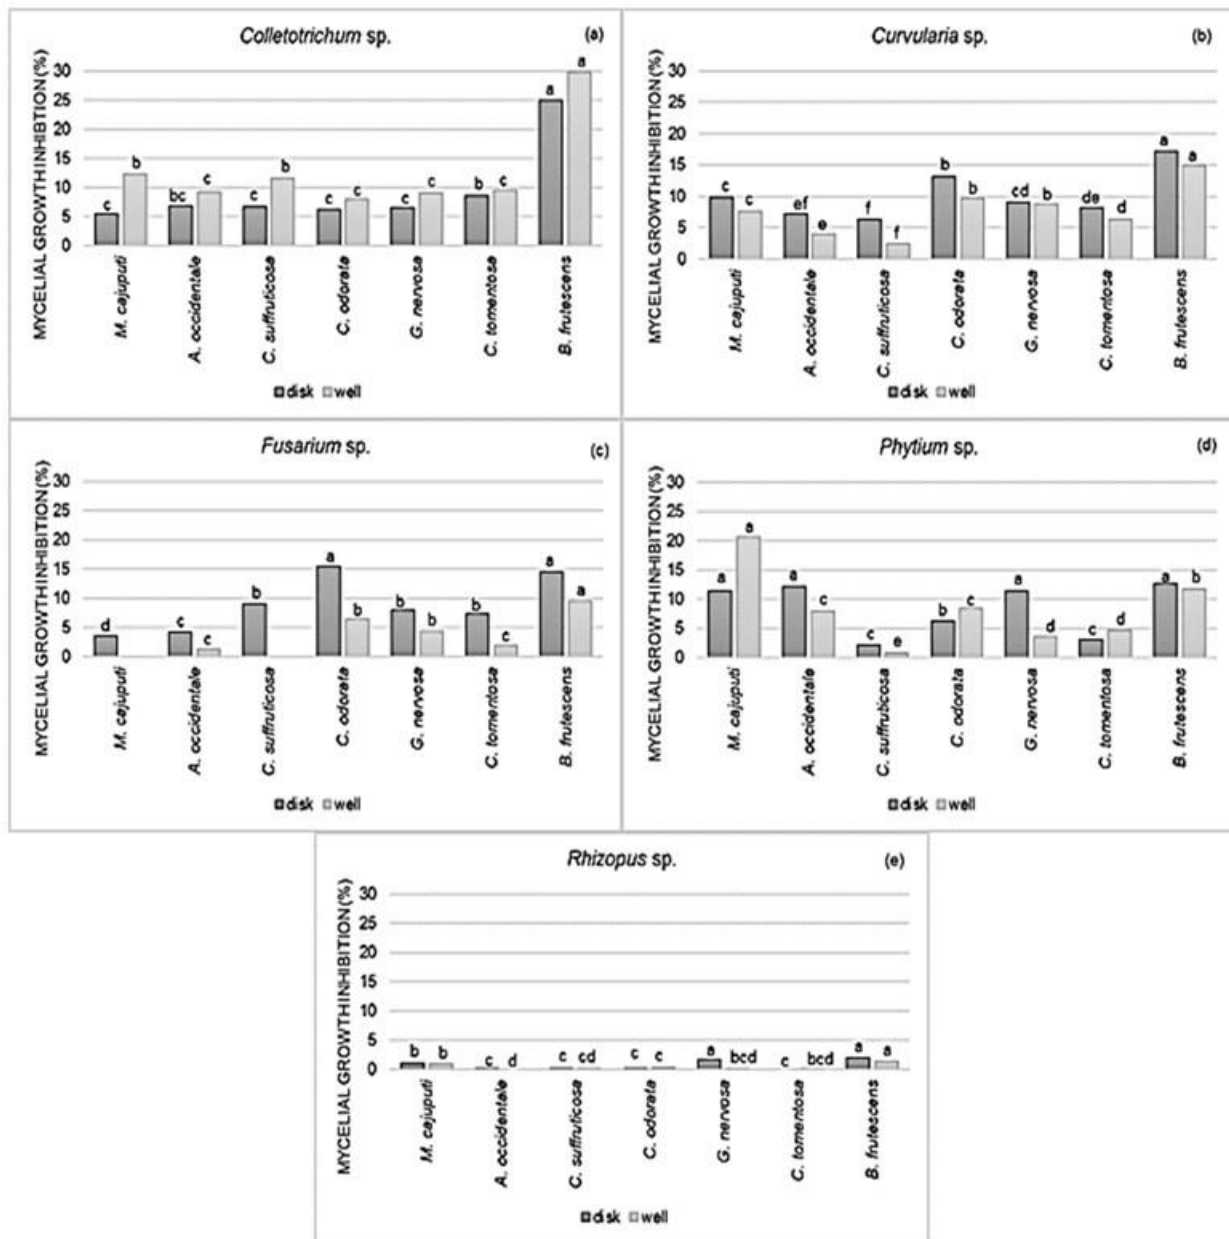 Colletotrichum sp. (a)
MYCELIAL GROWTH INHIBITION (%)
30
25
20
15
10
5
0
c b bc c c b c c c c b c a a
M. cajuputi
A. occidentale
C. suffruticosa
C. odorata
G. nervosa
C. tomentosa
B. frutescens
disk well
Curvularia sp. (b)
MYCELIAL GROWTH INHIBITION (%)
30
25
20
15
10
5
0
c c ef e f f b b cd b de d a a
M. cajuputi
A. occidentale
C. suffruticosa
C. odorata
G. nervosa
C. tomentosa
B. frutescens
disk well
Fusarium sp. (c)
MYCELIAL GROWTH INHIBITION (%)
30
25
20
15
10
5
0
d c c b a b b b b c a a
M. cajuputi
A. occidentale
C. suffruticosa
C. odorata
G. nervosa
C. tomentosa
B. frutescens
disk well
Phytium sp. (d)
MYCELIAL GROWTH INHIBITION (%)
30
25
20
15
10
5
0
a a a c c e b c a d c d a b
M. cajuputi
A. occidentale
C. suffruticosa
C. odorata
G. nervosa
C. tomentosa
B. frutescens
disk well
Rhizopus sp. (e)
MYCELIAL GROWTH INHIBITION (%)
30
25
20
15
10
5
0
b b c d c cd c c a bcd c bcd a a
M. cajuputi
A. occidentale
C. suffruticosa
C. odorata
G. nervosa
C. tomentosa
B. frutescens
disk well